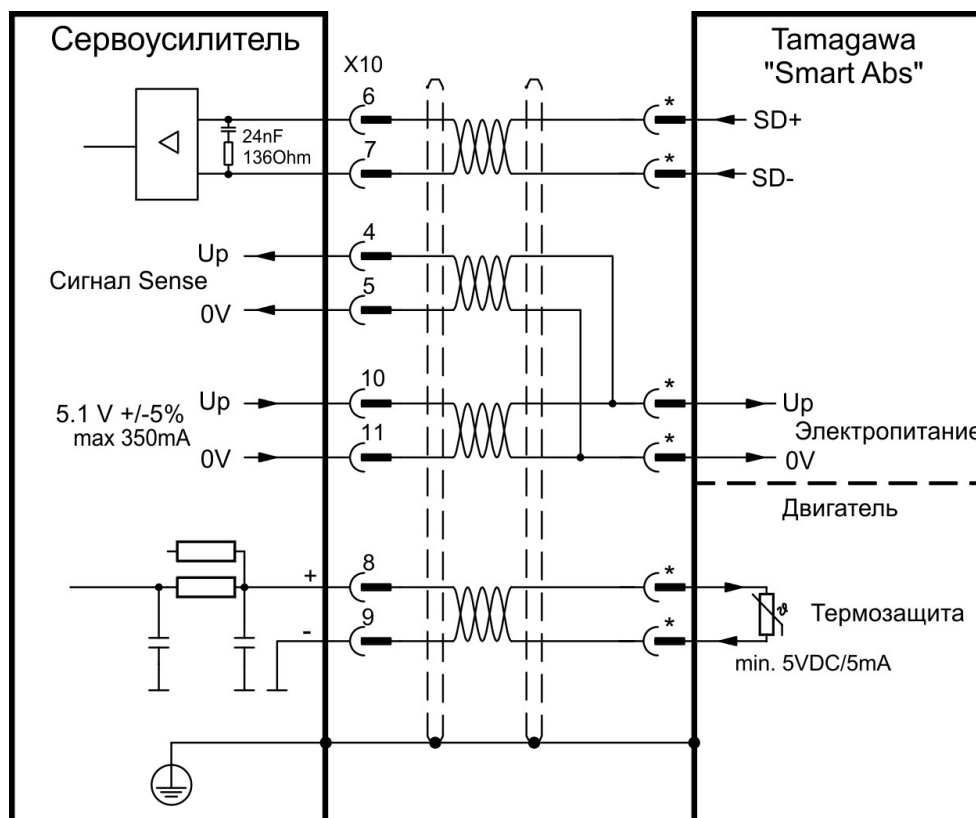 Сервоусилитель
X10
Tamagawa
"Smart Abs"
6
*
SD+
24nF
136Ohm
7
*
SD-
4
Up
Сигнал Sense
5
0V
10
*
5.1 V +/-5%
max 350mA
Up
Up
Электропитание
11
*
0V
0V
Двигатель
8
*
+
Термозащита
9
*
-
min. 5VDC/5mA
ϑ